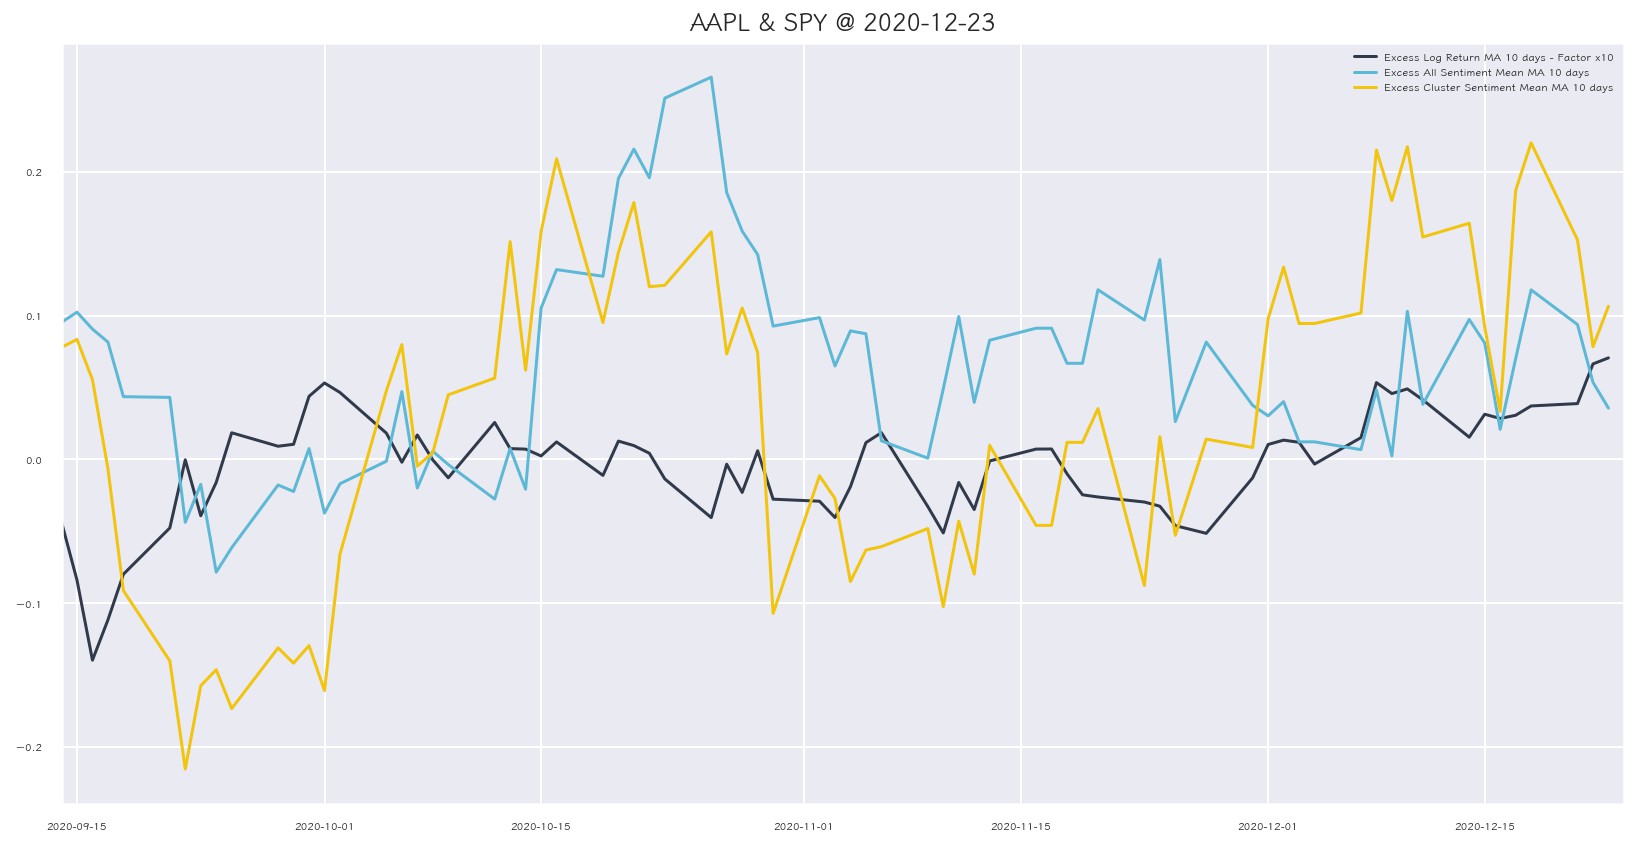 AAPL & SPY @ 2020-12-23
Excess Log Return MA 10 days - Factor x10
Excess All Sentiment Mean MA 10 days
Excess Cluster Sentiment Mean MA 10 days
0.2
0.1
0.0
−0.1
−0.2
2020-09-15 2020-10-01 2020-10-15 2020-11-01 2020-11-15 2020-12-01 2020-12-15